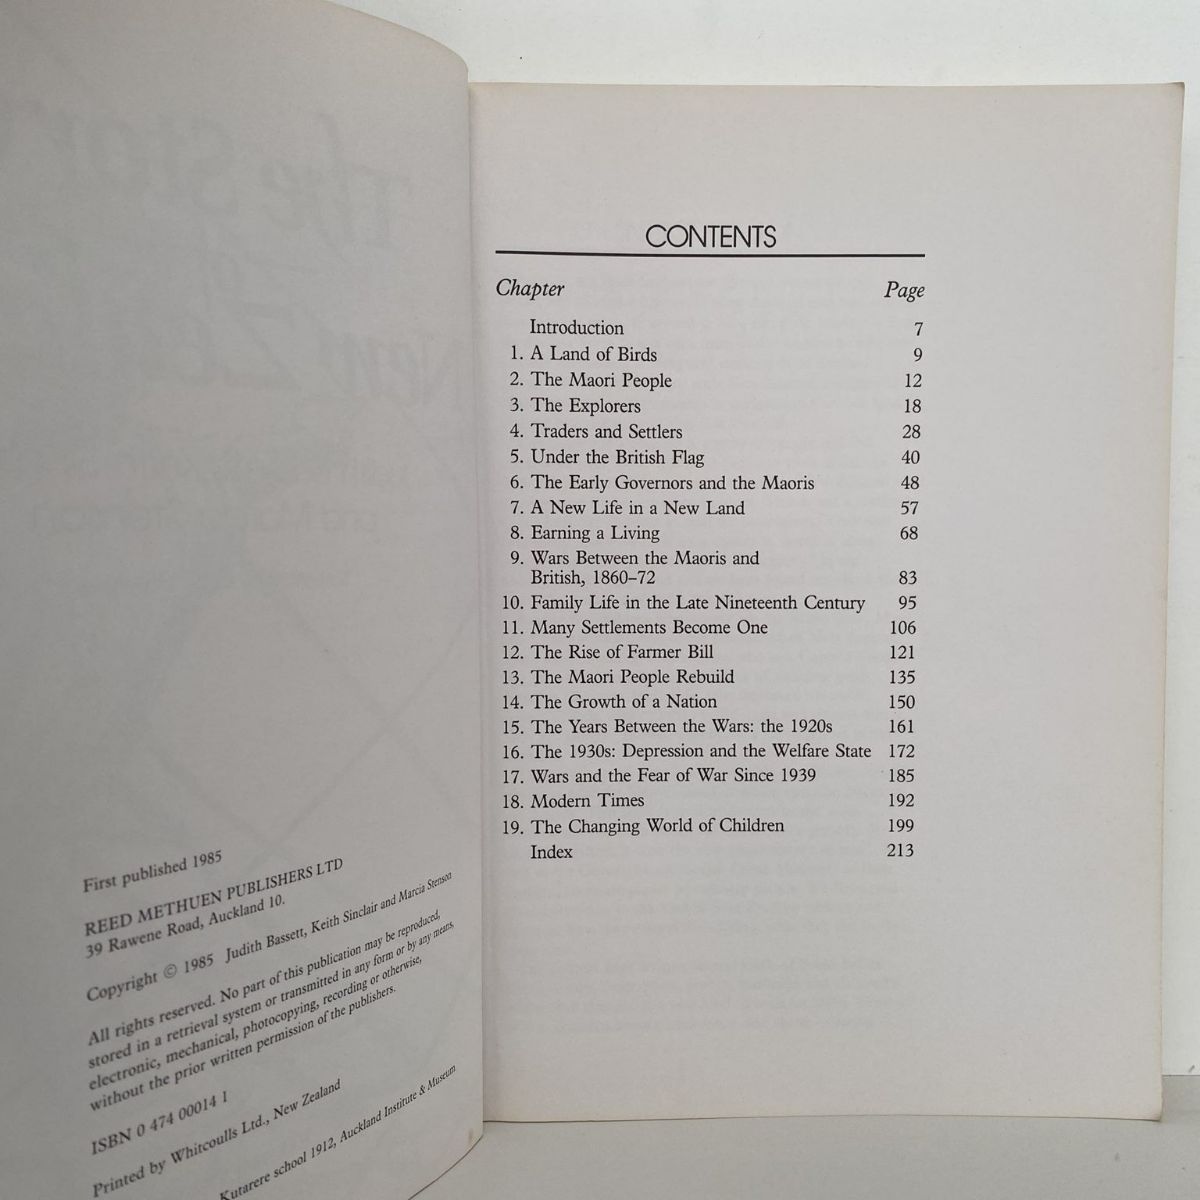 First published 1985
REED METHUEN PUBLISHERS LTD
39 Rawene Road, Auckland 10.
Copyright © 1985 Judith Bassett, Keith Sinclair and Marcia Stenson
All rights reserved. No part of this publication may be reproduced,
stored in a retrieval system or transmitted in any form or by any means,
electronic, mechanical, photocopying, recording or otherwise,
without the prior written permission of the publishers.
ISBN 0 474 00014 1
Printed by Whitcoulls Ltd., New Zealand
Kutarere school 1912, Auckland Institute & Museum
CONTENTS
Chapter Page
Introduction 7
1. A Land of Birds 9
2. The Maori People 12
3. The Explorers 18
4. Traders and Settlers 28
5. Under the British Flag 40
6. The Early Governors and the Maoris 48
7. A New Life in a New Land 57
8. Earning a Living 68
9. Wars Between the Maoris and
British, 1860–72 83
10. Family Life in the Late Nineteenth Century 95
11. Many Settlements Become One 106
12. The Rise of Farmer Bill 121
13. The Maori People Rebuild 135
14. The Growth of a Nation 150
15. The Years Between the Wars: the 1920s 161
16. The 1930s: Depression and the Welfare State 172
17. Wars and the Fear of War Since 1939 185
18. Modern Times 192
19. The Changing World of Children 199
Index 213